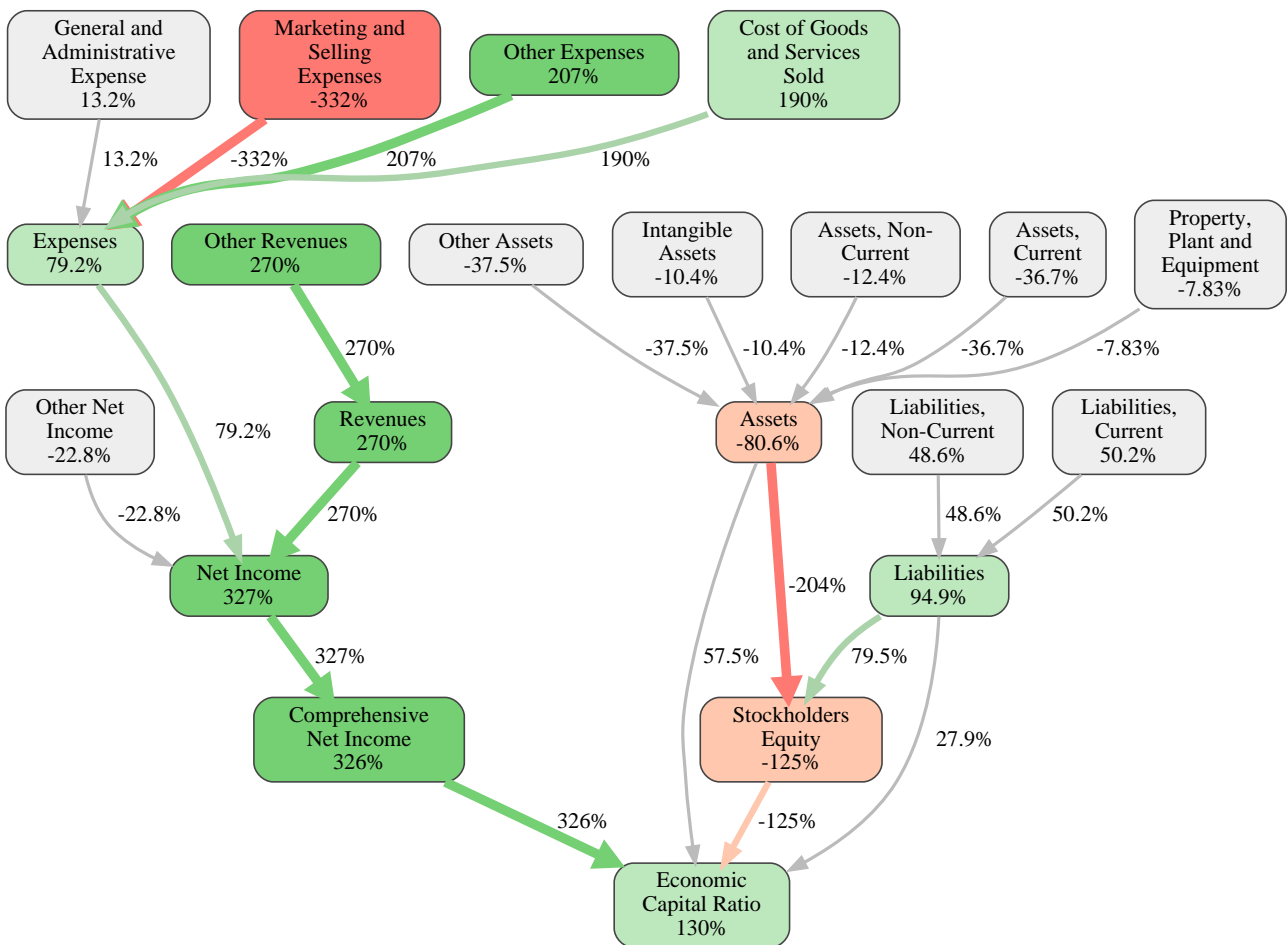 General and
Administrative
Expense
13.2%
Marketing and
Selling
Expenses
-332%
Other Expenses
207%
Cost of Goods
and Services
Sold
190%
13.2%
-332%
207%
190%
Expenses
79.2%
Other Revenues
270%
Other Assets
-37.5%
Intangible
Assets
-10.4%
Assets, Non-
Current
-12.4%
Assets,
Current
-36.7%
Property,
Plant and
Equipment
-7.83%
270%
-37.5%
-10.4%
-12.4%
-36.7%
-7.83%
Other Net
Income
-22.8%
79.2%
Revenues
270%
Assets
-80.6%
Liabilities,
Non-Current
48.6%
Liabilities,
Current
50.2%
-22.8%
270%
48.6%
50.2%
Net Income
327%
-204%
Liabilities
94.9%
327%
57.5%
79.5%
27.9%
Comprehensive
Net Income
326%
Stockholders
Equity
-125%
326%
-125%
Economic
Capital Ratio
130%